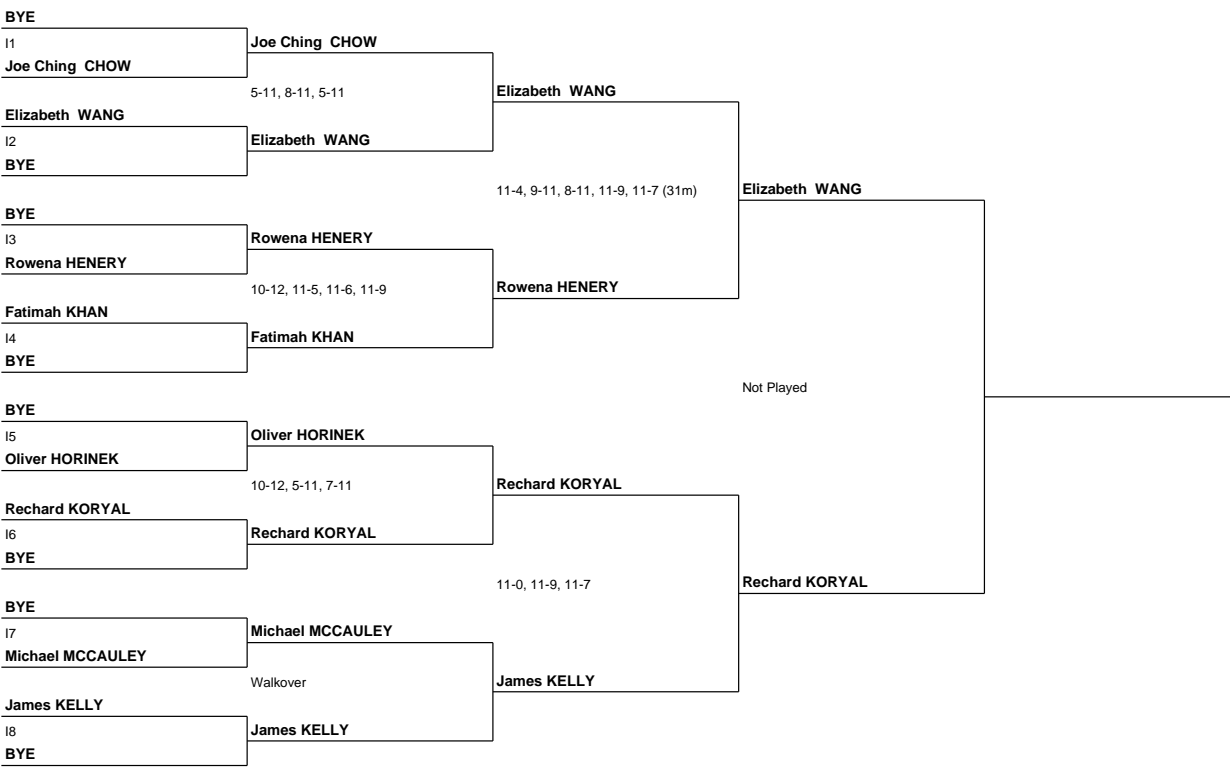 BYE
I1
Joe Ching  CHOW
Joe Ching  CHOW
5-11, 8-11, 5-11
Elizabeth  WANG
Elizabeth  WANG
I2
BYE
Elizabeth  WANG
11-4, 9-11, 8-11, 11-9, 11-7 (31m)
Elizabeth  WANG
BYE
I3
Rowena HENERY
Rowena HENERY
10-12, 11-5, 11-6, 11-9
Rowena HENERY
Fatimah KHAN
I4
BYE
Fatimah KHAN
Not Played
BYE
I5
Oliver HORINEK
Oliver HORINEK
10-12, 5-11, 7-11
Rechard KORYAL
Rechard KORYAL
I6
BYE
Rechard KORYAL
11-0, 11-9, 11-7
Rechard KORYAL
BYE
I7
Michael MCCAULEY
Michael MCCAULEY
Walkover
James KELLY
James KELLY
I8
BYE
James KELLY